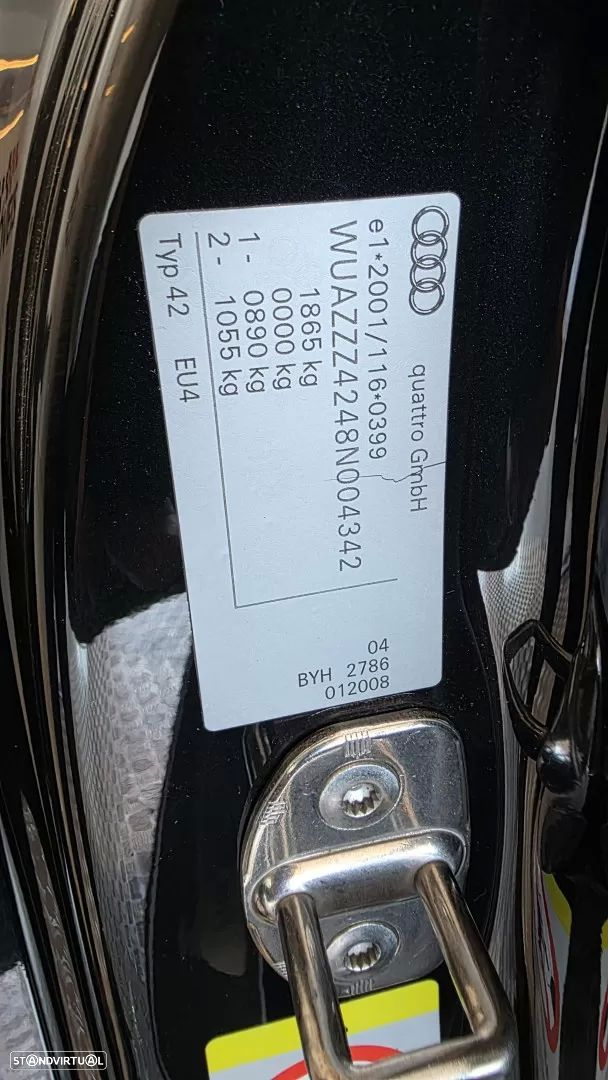 quattro GmbH
e1*2001/116*0399
WUAZZZ4248N004342
1865 kg
0000 kg
1 - 0890 kg
2 - 1055 kg
Typ 42 EU4
04
BYH 2786
012008
STANDVIRTUAL